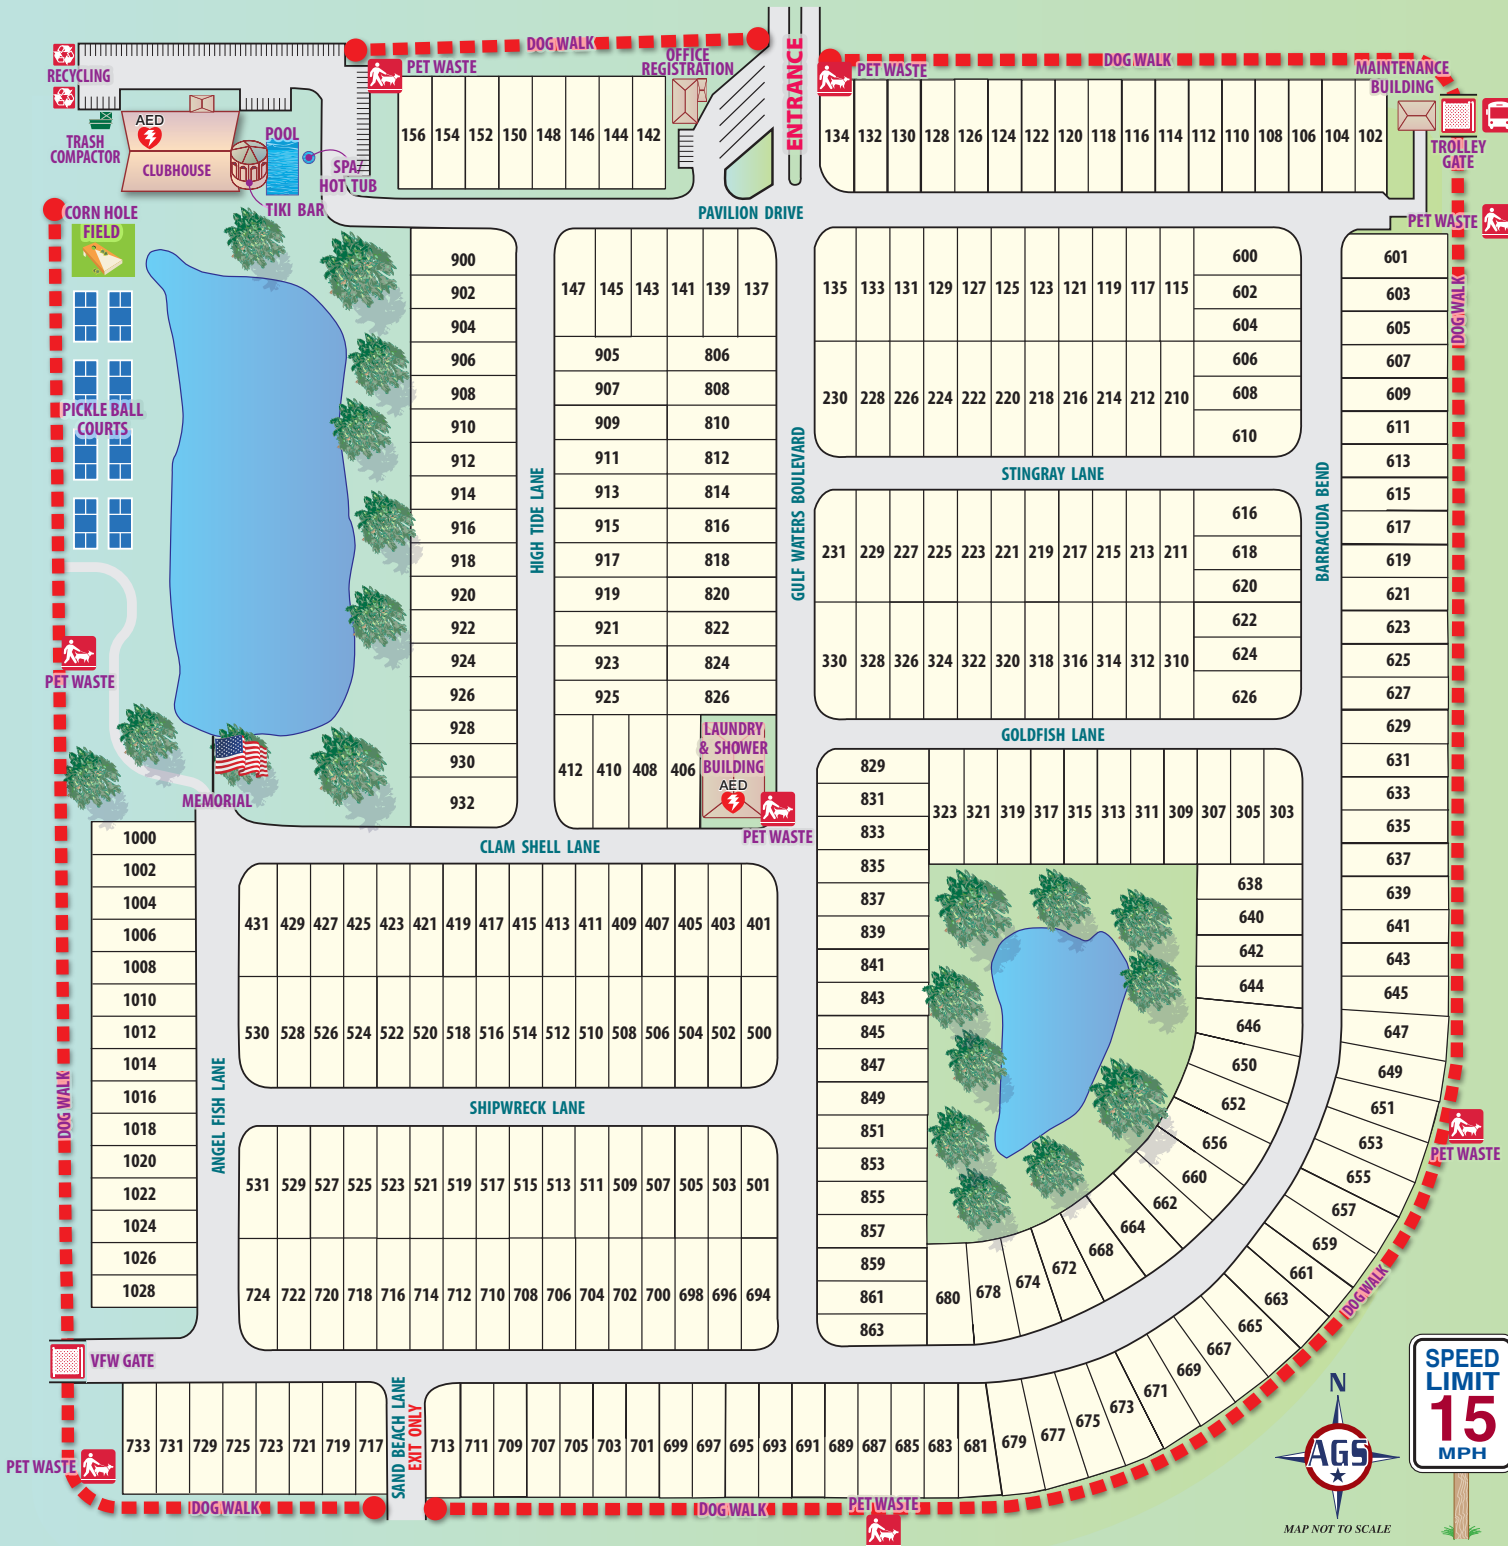 DOG WALK
ENTRANCE
OFFICE
REGISTRATION
RECYCLING
PET WASTE
PET WASTE
DOG WALK
MAINTENANCE
BUILDING
TRASH
COMPACTOR
AED
CLUBHOUSE
POOL
SPA/
HOT TUB
TIKI BAR
156 154 152 150 148 146 144 142
134 132 130 128 126 124 122 120 118 116 114 112 110 108 106 104 102
TROLLEY
GATE
PET WASTE
CORN HOLE
FIELD
PAVILION DRIVE
PICKLE BALL
COURTS
900
902
904
906
908
910
912
914
916
918
920
922
924
926
928
930
932
HIGH TIDE LANE
147 145 143 141 139 137
905 806
907 808
909 810
911 812
913 814
915 816
917 818
919 820
921 822
923 824
925 826
412 410 408 406
LAUNDRY
& SHOWER
BUILDING
AED
PET WASTE
GULF WATERS BOULEVARD
135 133 131 129 127 125 123 121 119 117 115
600
602
604
606
608
610
230 228 226 224 222 220 218 216 214 212 210
STINGRAY LANE
231 229 227 225 223 221 219 217 215 213 211
616
618
620
622
624
626
330 328 326 324 322 320 318 316 314 312 310
GOLDFISH LANE
BARRACUDA BEND
601
603
605
607
609
611
613
615
617
619
621
623
625
627
629
631
633
635
637
639
641
643
645
647
649
651
653
655
657
659
661
663
665
667
669
671
673
675
677
679
DOG WALK
PET WASTE
DOG WALK
829
831
833
835
837
839
841
843
845
847
849
851
853
855
857
859
861
863
323 321 319 317 315 313 311 309 307 305 303
638
640
642
644
646
650
652
656
660
662
664
668
672
674
678
680
PET WASTE
MEMORIAL
CLAM SHELL LANE
1000
1002
1004
1006
1008
1010
1012
1014
1016
1018
1020
1022
1024
1026
1028
DOG WALK
ANGEL FISH LANE
431 429 427 425 423 421 419 417 415 413 411 409 407 405 403 401
530 528 526 524 522 520 518 516 514 512 510 508 506 504 502 500
SHIPWRECK LANE
531 529 527 525 523 521 519 517 515 513 511 509 507 505 503 501
724 722 720 718 716 714 712 710 708 706 704 702 700 698 696 694
VFW GATE
733 731 729 725 723 721 719 717
SAND BEACH LANE
EXIT ONLY
713 711 709 707 705 703 701 699 697 695 693 691 689 687 685 683 681
PET WASTE
DOG WALK
DOG WALK
PET WASTE
N
AGS
MAP NOT TO SCALE
SPEED
LIMIT
15
MPH